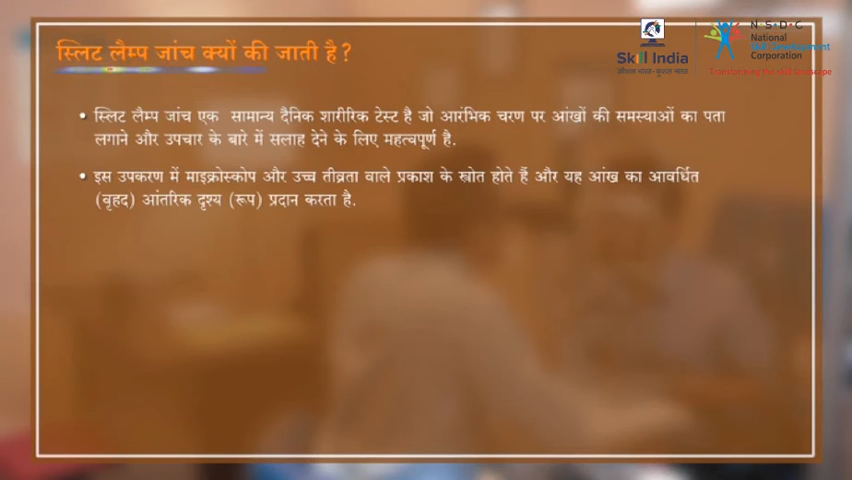 स्लिट लैम्प जांच क्यों की जाती है?
Skill India
कौशल भारत-कुशल भारत
N·S·D·C
National
Skill Development
Corporation
Transforming the skill landscape
• स्लिट लैम्प जांच एक सामान्य दैनिक शारीरिक टेस्ट है जो आरंभिक चरण पर आंखों की समस्याओं का पता
लगाने और उपचार के बारे में सलाह देने के लिए महत्वपूर्ण है.
• इस उपकरण में माइक्रोस्कोप और उच्च तीव्रता वाले प्रकाश के स्त्रोत होते हैं और यह आंख का आवर्धित
(वृहद) आंतरिक दृश्य (रूप) प्रदान करता है.